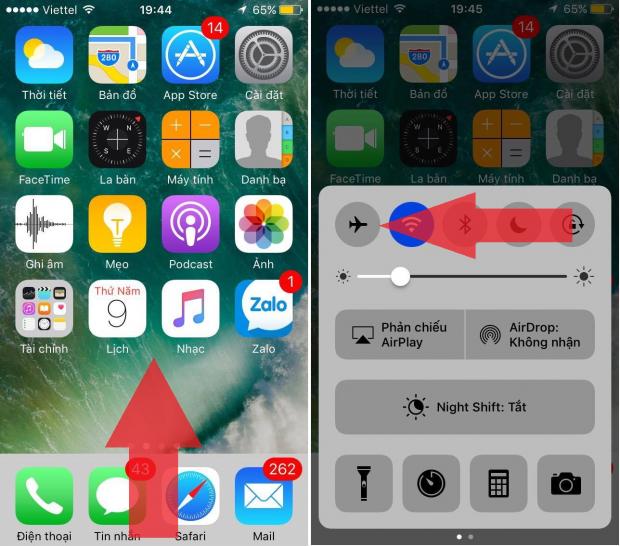 Viettel 19:44 65%
14
280
Thời tiết Bản đồ App Store Cài đặt
FaceTime La bàn Máy tính Danh bạ
Ghi âm Mẹo Podcast Ảnh
Thứ Năm
9
Zalo
1
Tài chính Lịch Nhạc Zalo
43
262
Điện thoại Tin nhắn Safari Mail
Viettel 19:45 65%
14
280
Thời tiết Bản đồ App Store Cài đặt
FaceTime La bàn Máy tính Danh bạ
Phản chiếu
AirPlay
AirDrop:
Không nhận
Night Shift: Tắt